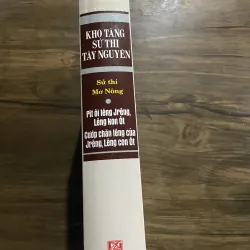 KHO TÀNG
SỬ THI
TÂY NGUYÊN
Sử thi
Mơ Nông
Pit ôi lêng Jrêng,
Lêng kon Ôt
Cướp chăn lêng của
Jrêng, Lêng con Ôt